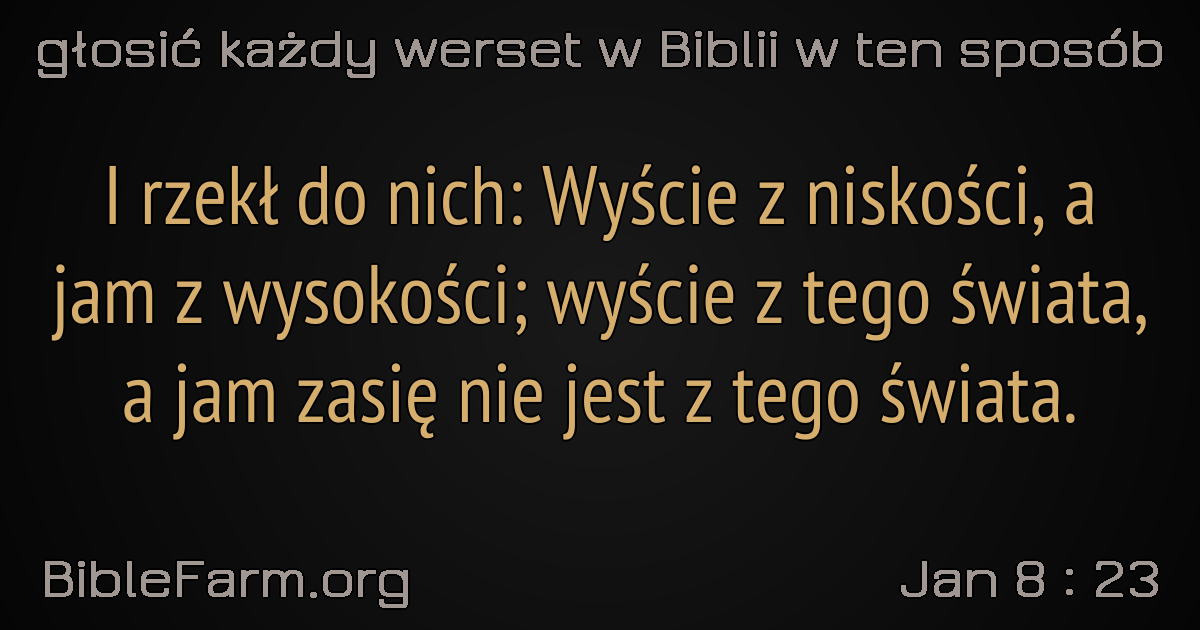 głosić każdy werset w Biblii w ten sposób
I rzekł do nich: Wyście z niskości, a
jam z wysokości; wyście z tego świata,
a jam zasię nie jest z tego świata.
BibleFarm.org
Jan 8 : 23